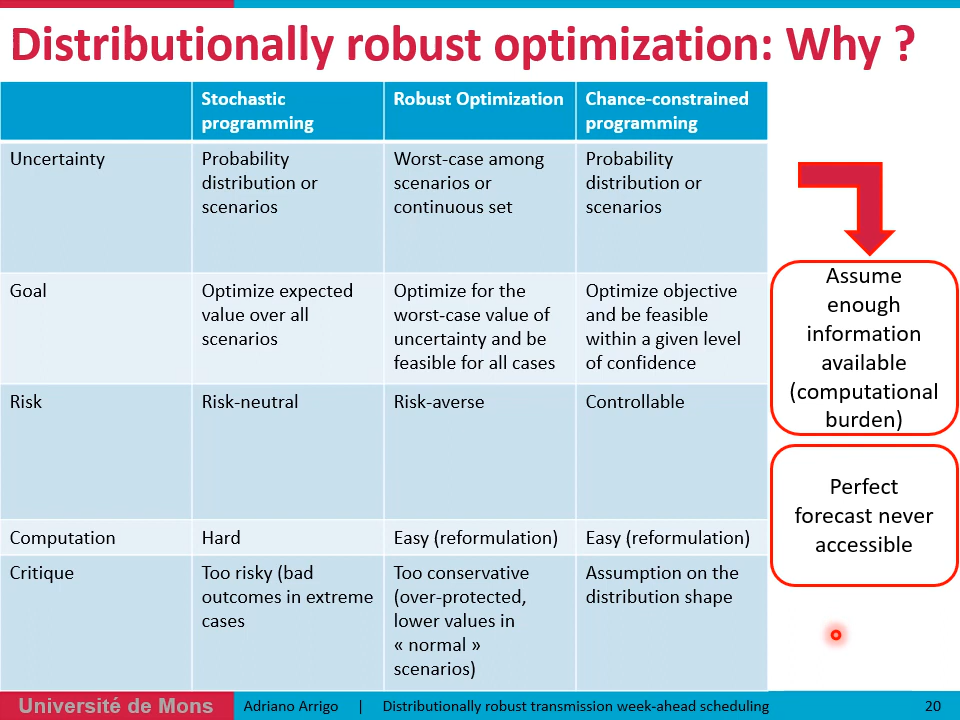 Distributionally robust optimization: Why ?
Stochastic
programming
Robust Optimization
Chance-constrained
programming
Uncertainty
Probability
distribution or
scenarios
Worst-case among
scenarios or
continuous set
Probability
distribution or
scenarios
Goal
Optimize expected
value over all
scenarios
Optimize for the
worst-case value of
uncertainty and be
feasible for all cases
Optimize objective
and be feasible
within a given level
of confidence
Risk
Risk-neutral
Risk-averse
Controllable
Computation
Hard
Easy (reformulation)
Easy (reformulation)
Critique
Too risky (bad
outcomes in extreme
cases
Too conservative
(over-protected,
lower values in
« normal »
scenarios)
Assumption on the
distribution shape
Assume
enough
information
available
(computational
burden)
Perfect
forecast never
accessible
Université de Mons
Adriano Arrigo | Distributionally robust transmission week-ahead scheduling
20